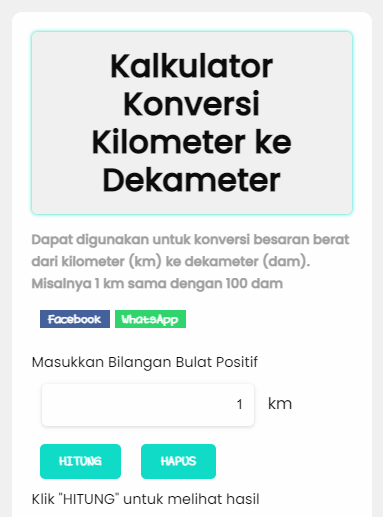 Kalkulator
Konversi
Kilometer ke
Dekameter
Dapat digunakan untuk konversi besaran berat
dari kilometer (km) ke dekameter (dam).
Misalnya 1 km sama dengan 100 dam
Facebook WhatsApp
Masukkan Bilangan Bulat Positif
1 km
HITUNG HAPUS
Klik "HITUNG" untuk melihat hasil